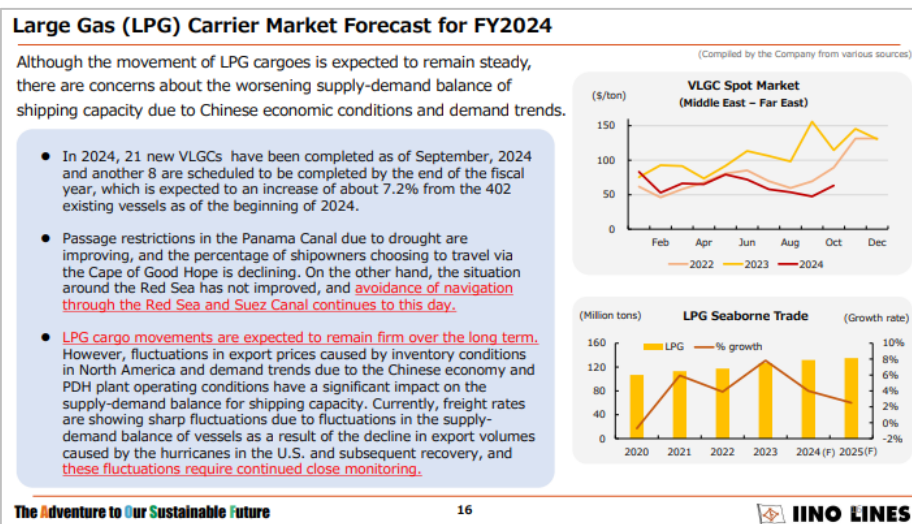 Large Gas (LPG) Carrier Market Forecast for FY2024
(Compiled by the Company from various sources)
Although the movement of LPG cargoes is expected to remain steady,
there are concerns about the worsening supply-demand balance of
shipping capacity due to Chinese economic conditions and demand trends.
● In 2024, 21 new VLGCs have been completed as of September, 2024
and another 8 are scheduled to be completed by the end of the fiscal
year, which is expected to an increase of about 7.2% from the 402
existing vessels as of the beginning of 2024.
● Passage restrictions in the Panama Canal due to drought are
improving, and the percentage of shipowners choosing to travel via
the Cape of Good Hope is declining. On the other hand, the situation
around the Red Sea has not improved, and avoidance of navigation
through the Red Sea and Suez Canal continues to this day.
● LPG cargo movements are expected to remain firm over the long term.
However, fluctuations in export prices caused by inventory conditions
in North America and demand trends due to the Chinese economy and
PDH plant operating conditions have a significant impact on the
supply-demand balance for shipping capacity. Currently, freight rates
are showing sharp fluctuations due to fluctuations in the supply-
demand balance of vessels as a result of the decline in export volumes
caused by the hurricanes in the U.S. and subsequent recovery, and
these fluctuations require continued close monitoring.
VLGC Spot Market
($/ton)
(Middle East – Far East)
150
100
50
0
Feb Apr Jun Aug Oct Dec
2022 2023 2024
(Million tons) LPG Seaborne Trade (Growth rate)
LPG % growth
160
120
80
40
0
10%
8%
6%
4%
2%
0%
-2%
2020 2021 2022 2023 2024 (F) 2025 (F)
The Adventure to Our Sustainable Future
16
IINO LINES